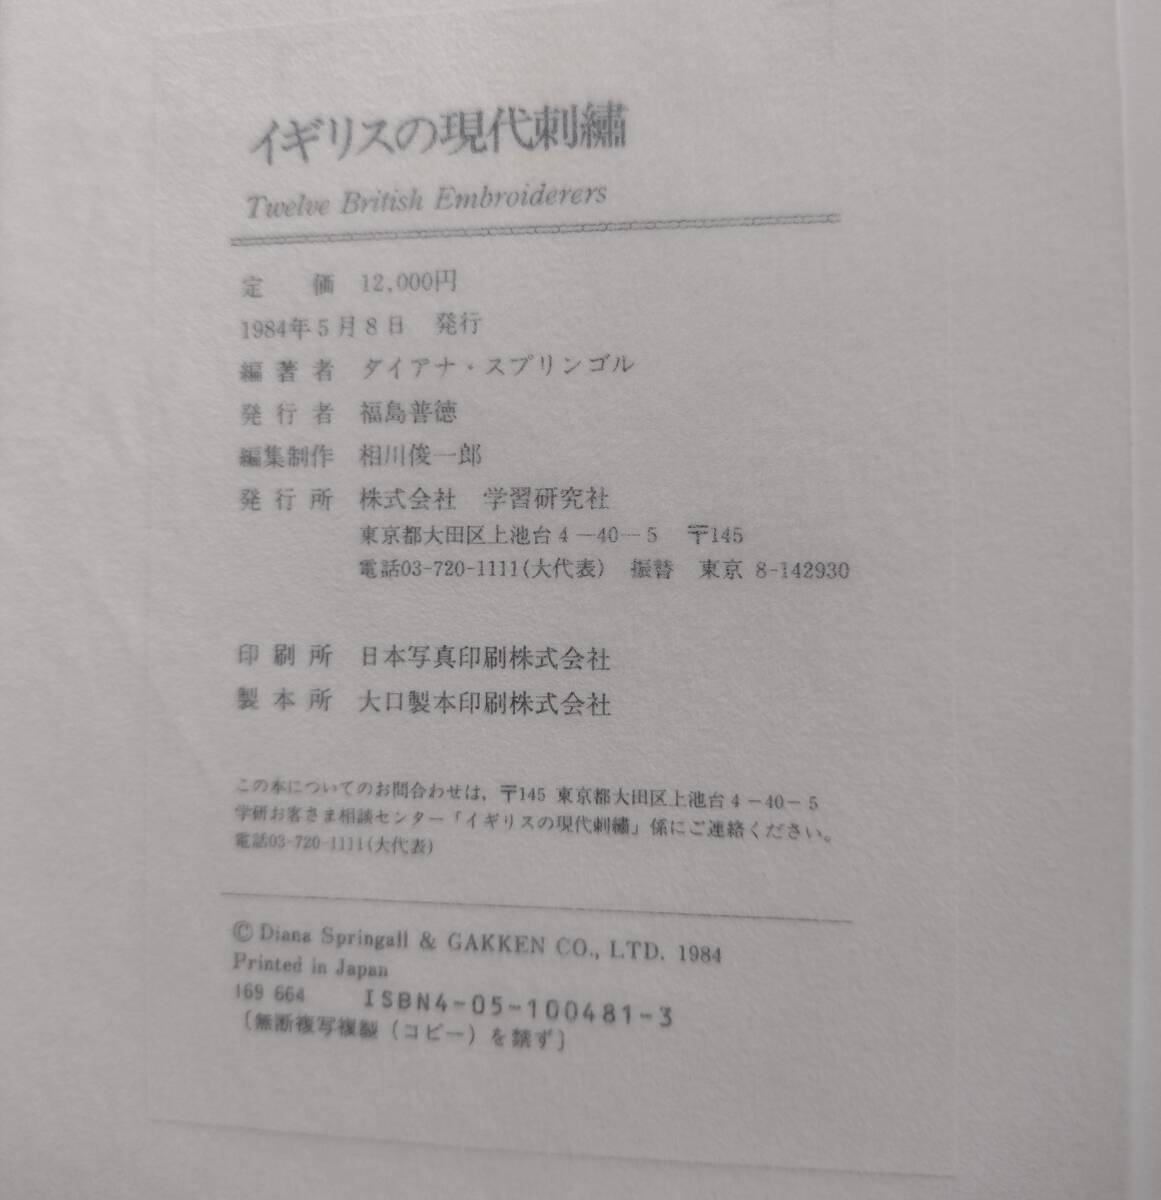 イギリスの現代刺繡
Twelve British Embroiderers
定価 12,000円
1984年5月8日 発行
編著者 ダイアナ・スプリンゴル
発行者 福島善徳
編集制作 相川俊一郎
発行所 株式会社 学習研究社
東京都大田区上池台4−40−5 〒145
電話03-720-1111(大代表) 振替 東京 8-142930
印刷所 日本写真印刷株式会社
製本所 大口製本印刷株式会社
この本についてのお問合わせは、〒145 東京都大田区上池台4−40−5
学研お客さま相談センター「イギリスの現代刺繡」係にご連絡ください。
電話03-720-1111(大代表)
© Diana Springall & GAKKEN CO., LTD. 1984
Printed in Japan
169 664 ISBN4-05-100481-3
〔無断複写複製(コピー)を禁ず〕